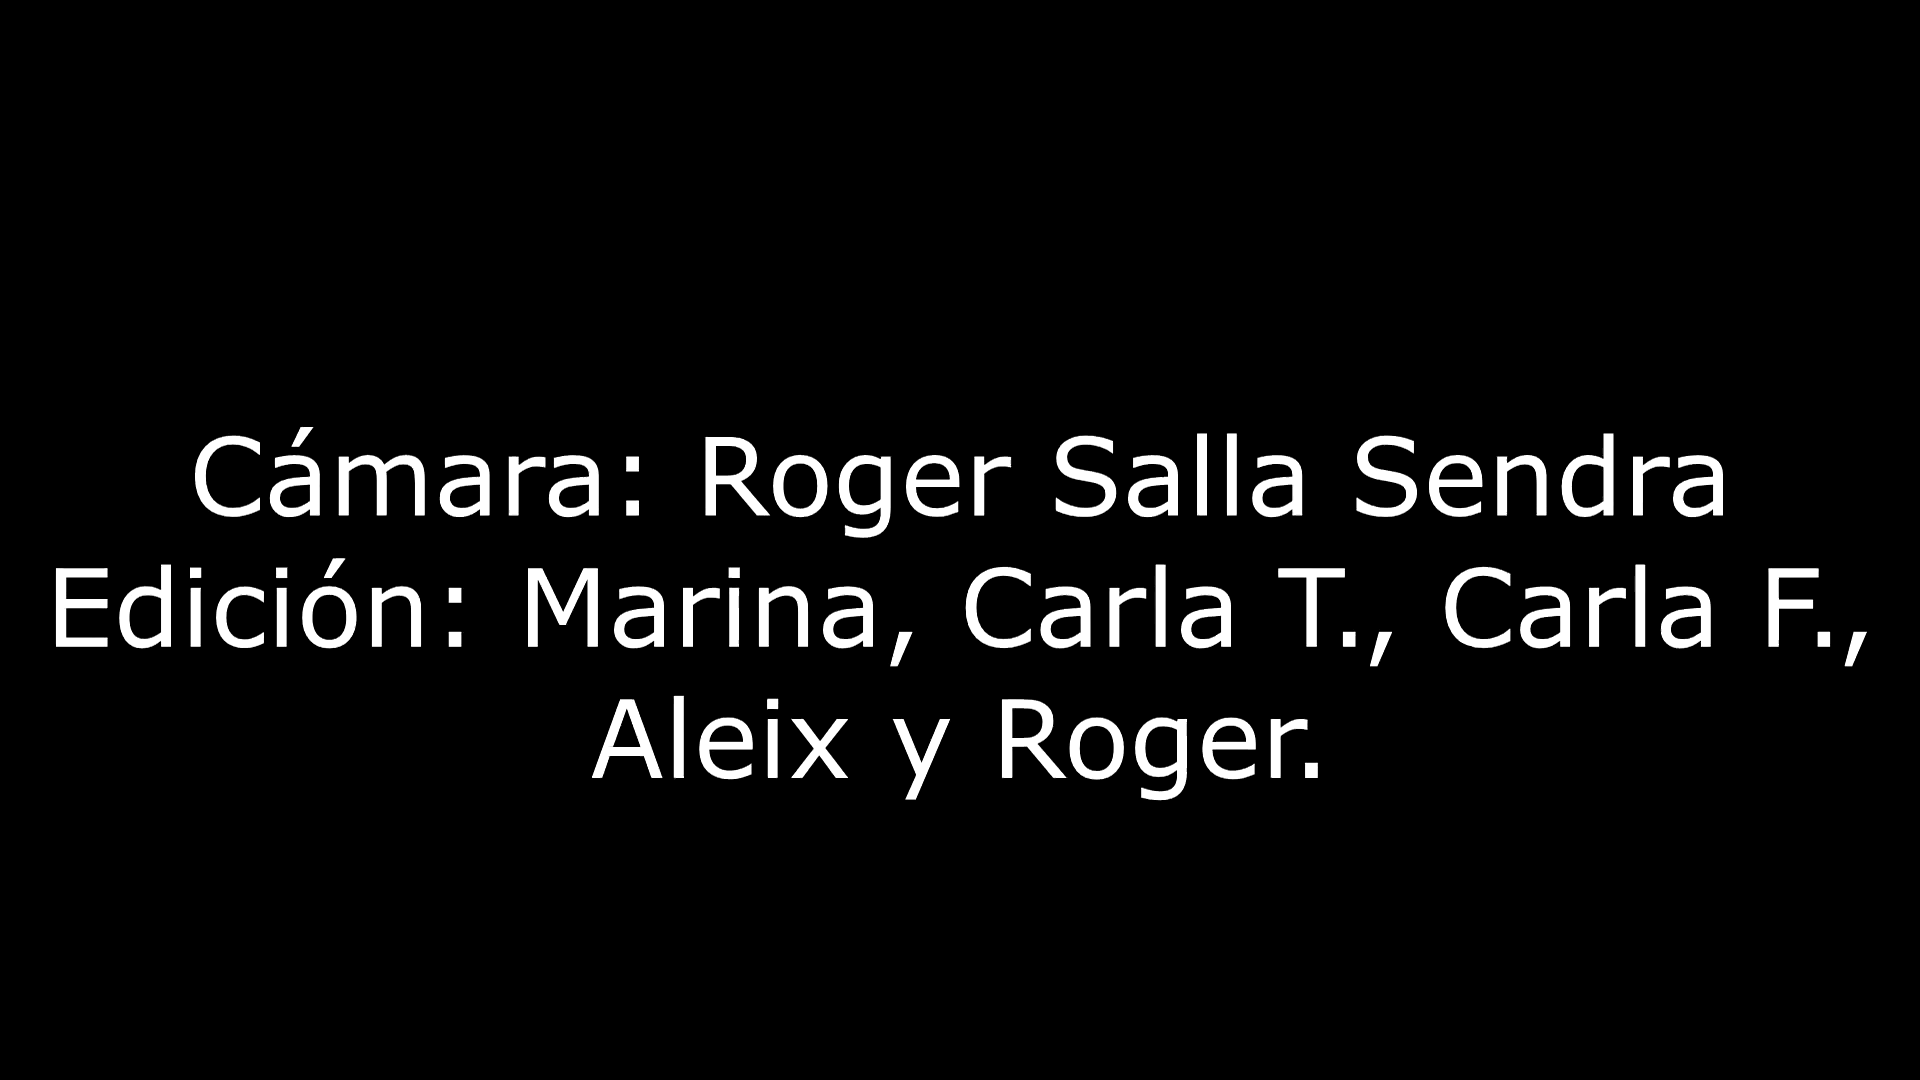 Cámara: Roger Salla Sendra
Edición: Marina, Carla T., Carla F.,
Aleix y Roger.